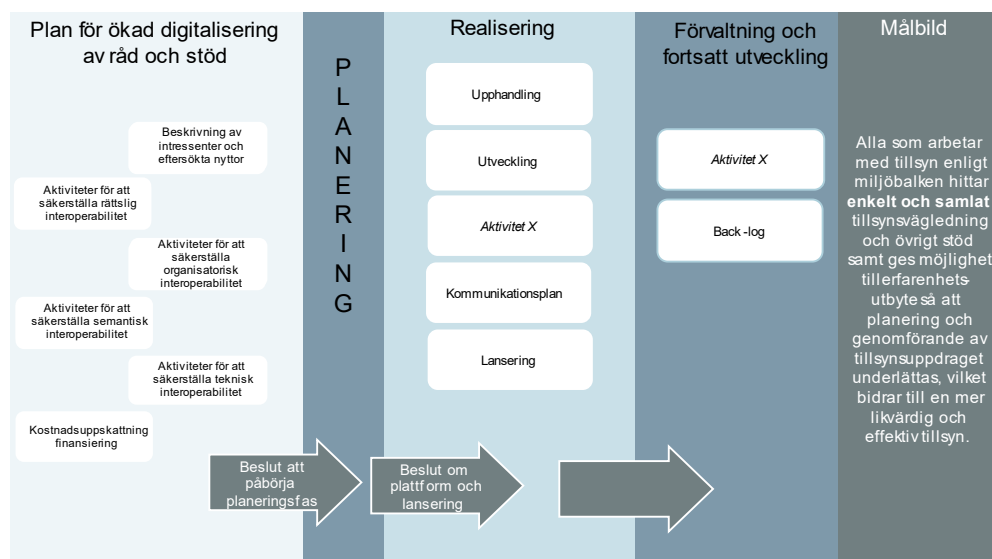 Plan för ökad digitalisering
av råd och stöd
Beskrivning av
intressenter och
eftersökta nyttor
Aktiviteter för att
säkerställa rättslig
interoperabilitet
Aktiviteter för att
säkerställa
organisatorisk
interoperabilitet
Aktiviteter för att
säkerställa semantisk
interoperabilitet
Aktiviteter för att
säkerställa teknisk
interoperabilitet
Kostnadsuppskattning
finansiering
Beslut att
påbörja
planeringsfas
P
L
A
N
E
R
I
N
G
Realisering
Upphandling
Utveckling
Aktivitet X
Kommunikationsplan
Lansering
Beslut om
plattform och
lansering
Förvaltning och
fortsatt utveckling
Aktivitet X
Back-log
Målbild
Alla som arbetar
med tillsyn enligt
miljöbalken hittar
enkelt och samlat
tillsynsvägledning
och övrigt stöd
samt ges möjlighet
till erfarenhets-
utbyte så att
planering och
genomförande av
tillsynsuppdraget
underlättas, vilket
bidrar till en mer
likvärdig och
effektiv tillsyn.